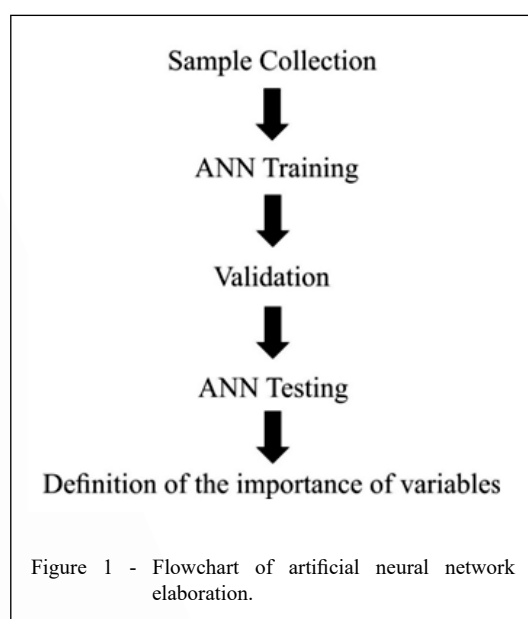 Sample Collection
ANN Training
Validation
ANN Testing
Definition of the importance of variables
Figure 1 - Flowchart of artificial neural network
elaboration.